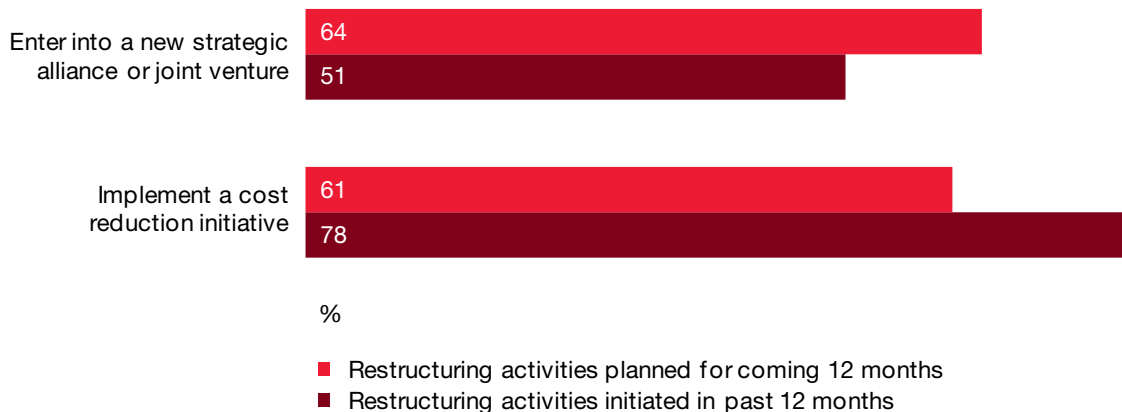 Enter into a new strategic
alliance or joint venture
64
51
Implement a cost
reduction initiative
61
78
%
Restructuring activities planned for coming 12 months
Restructuring activities initiated in past 12 months